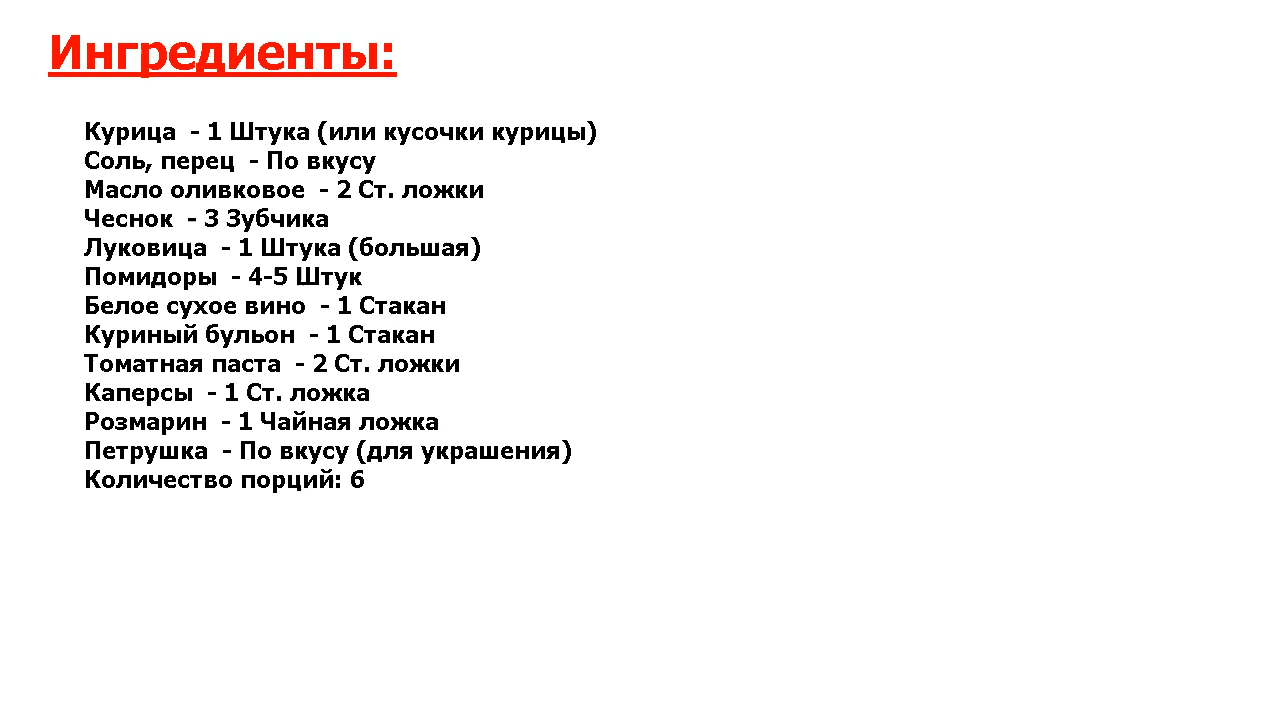 Ингредиенты:
Курица - 1 Штука (или кусочки курицы)
Соль, перец - По вкусу
Масло оливковое - 2 Ст. ложки
Чеснок - 3 Зубчика
Луковица - 1 Штука (большая)
Помидоры - 4-5 Штук
Белое сухое вино - 1 Стакан
Куриный бульон - 1 Стакан
Томатная паста - 2 Ст. ложки
Каперсы - 1 Ст. ложка
Розмарин - 1 Чайная ложка
Петрушка - По вкусу (для украшения)
Количество порций: 6